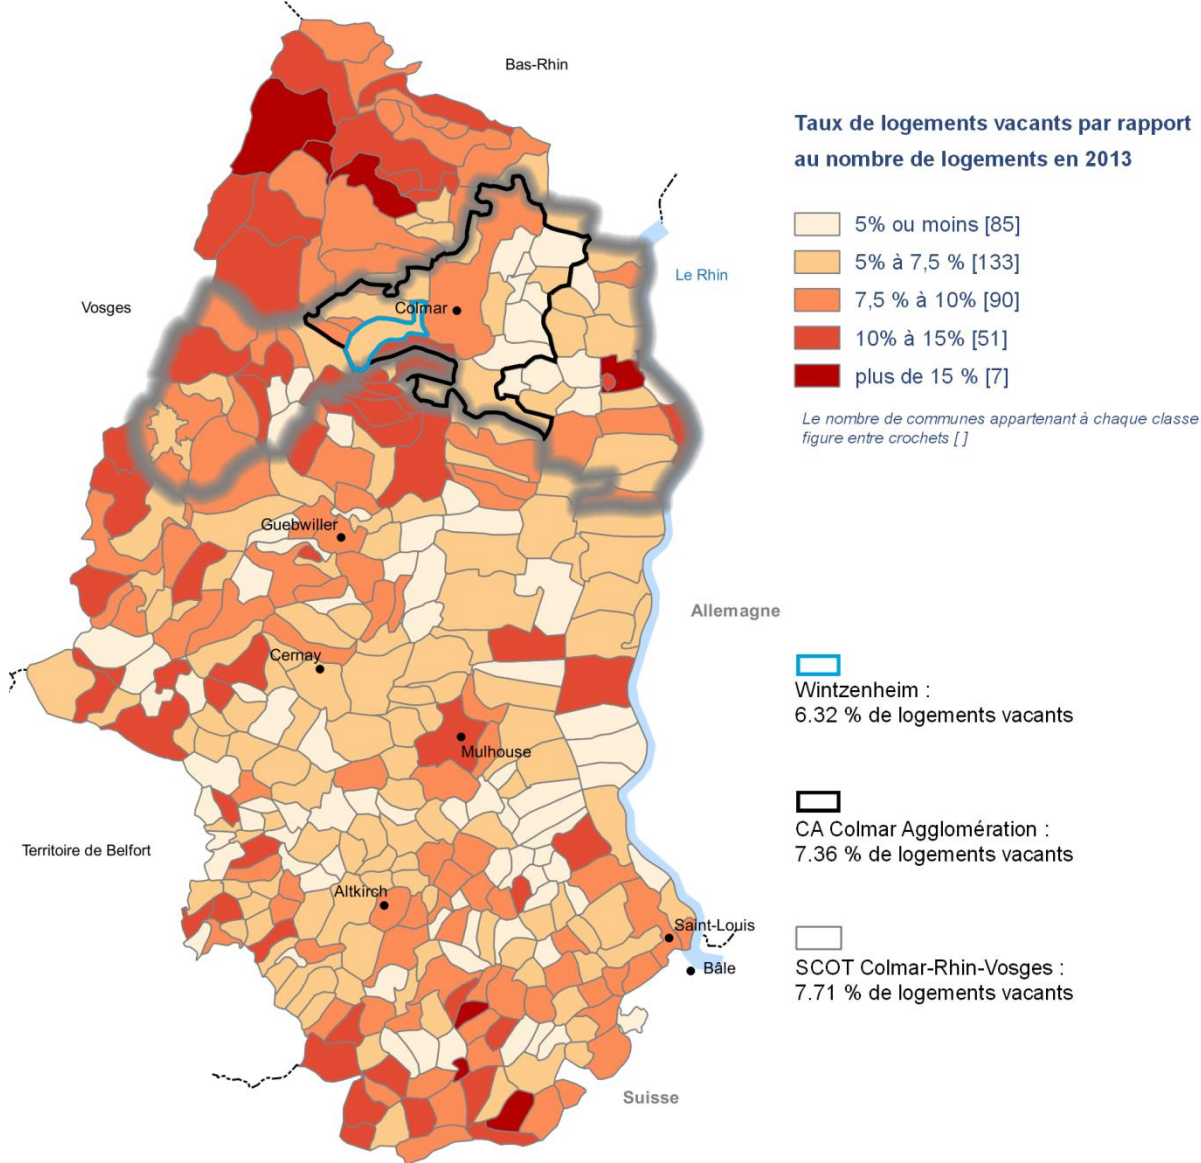 Bas-Rhin
Taux de logements vacants par rapport
au nombre de logements en 2013
5% ou moins [85]
5% à 7,5 % [133]
7,5 % à 10% [90]
10% à 15% [51]
plus de 15 % [7]
Le nombre de communes appartenant à chaque classe
figure entre crochets [ ]
Le Rhin
Vosges
Colmar
Guebwiller
Allemagne
Cernay
Wintzenheim :
6.32 % de logements vacants
Mulhouse
CA Colmar Agglomération :
7.36 % de logements vacants
Territoire de Belfort
Altkirch
Saint-Louis
Bâle
SCOT Colmar-Rhin-Vosges :
7.71 % de logements vacants
Suisse